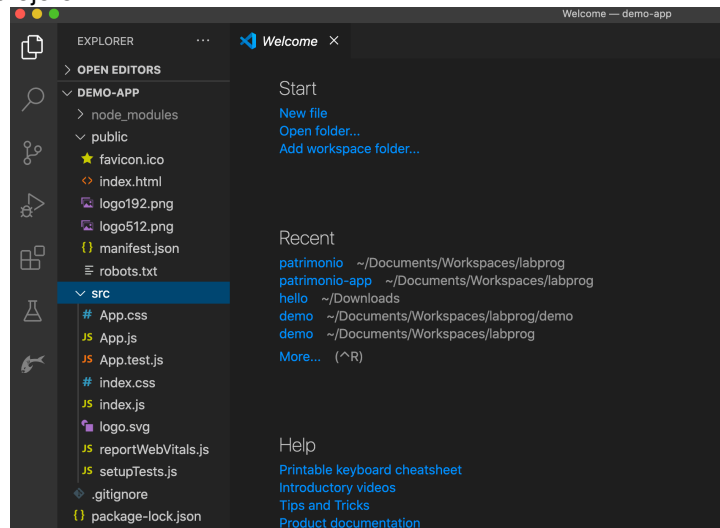 Welcome — demo-app
EXPLORER ...
Welcome ×
OPEN EDITORS
DEMO-APP
node_modules
public
favicon.ico
index.html
logo192.png
logo512.png
manifest.json
robots.txt
src
App.css
App.js
App.test.js
index.css
index.js
logo.svg
reportWebVitals.js
setupTests.js
.gitignore
package-lock.json
Start
New file
Open folder...
Add workspace folder...
Recent
patrimonio ~/Documents/Workspaces/labprog
patrimonio-app ~/Documents/Workspaces/labprog
hello ~/Downloads
demo ~/Documents/Workspaces/labprog/demo
demo ~/Documents/Workspaces/labprog
More... (^R)
Help
Printable keyboard cheatsheet
Introductory videos
Tips and Tricks
Product documentation